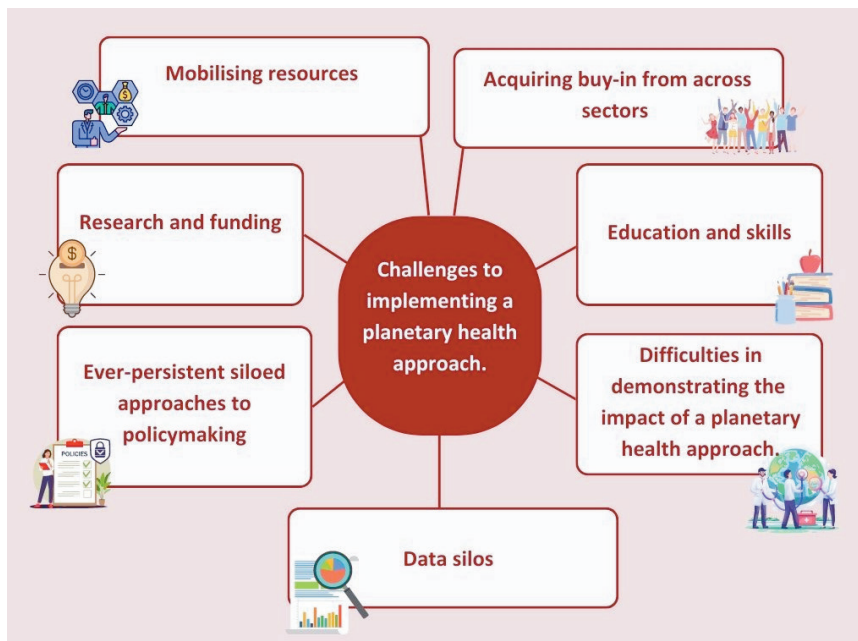 Mobilising resources
Acquiring buy-in from across
sectors
Research and funding
Education and skills
Challenges to
implementing a
planetary health
approach.
Ever-persistent siloed
approaches to
policymaking
POLICIES
Difficulties in
demonstrating the
impact of a planetary
health approach.
Data silos